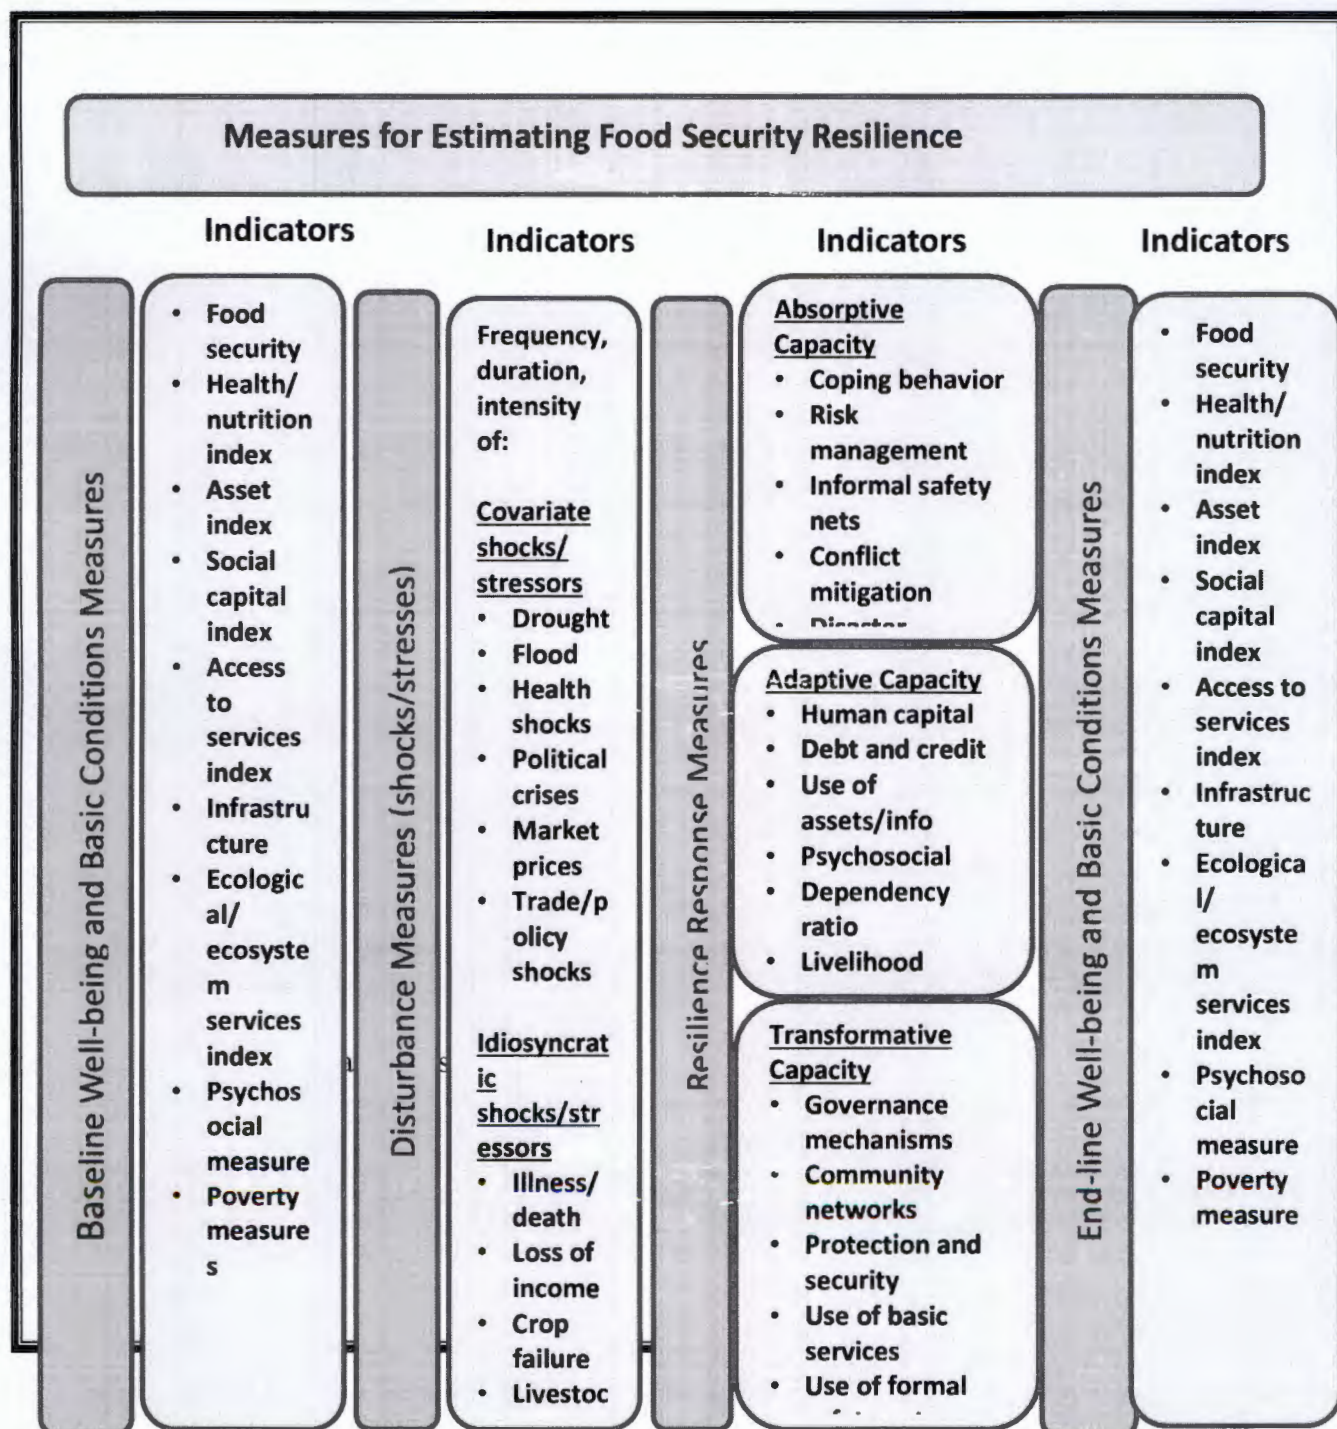 Measures for Estimating Food Security Resilience
Indicators
Indicators
Indicators
Indicators
Baseline Well-being and Basic Conditions Measures
• Food
security
• Health/
nutrition
index
• Asset
index
• Social
capital
index
• Access
to
services
index
• Infrastru
cture
• Ecologic
al/
ecosyste
m
services
index
• Psychos
ocial
measure
• Poverty
measure
s
Disturbance Measures (shocks/stresses)
Frequency,
duration,
intensity
of:
Covariate
shocks/
stressors
• Drought
• Flood
• Health
shocks
• Political
crises
• Market
prices
• Trade/p
olicy
shocks
Idiosyncrat
ic
shocks/str
essors
• Illness/
death
• Loss of
income
• Crop
failure
• Livestoc
Resilience Response Measures
Absorptive
Capacity
• Coping behavior
• Risk
management
• Informal safety
nets
• Conflict
mitigation
• Disaster
Adaptive Capacity
• Human capital
• Debt and credit
• Use of
assets/info
• Psychosocial
• Dependency
ratio
• Livelihood
Transformative
Capacity
• Governance
mechanisms
• Community
networks
• Protection and
security
• Use of basic
services
• Use of formal
End-line Well-being and Basic Conditions Measures
• Food
security
• Health/
nutrition
index
• Asset
index
• Social
capital
index
• Access to
services
index
• Infrastruc
ture
• Ecologica
l/
ecosyste
m
services
index
• Psychoso
cial
measure
• Poverty
measure